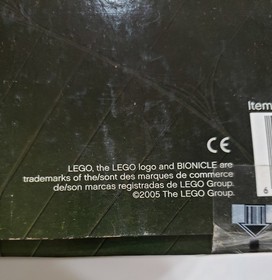 Item
CE
6
LEGO, the LEGO logo and BIONICLE are
trademarks of the/sont des marques de commerce
de/son marcas registradas de LEGO Group.
©2005 The LEGO Group.